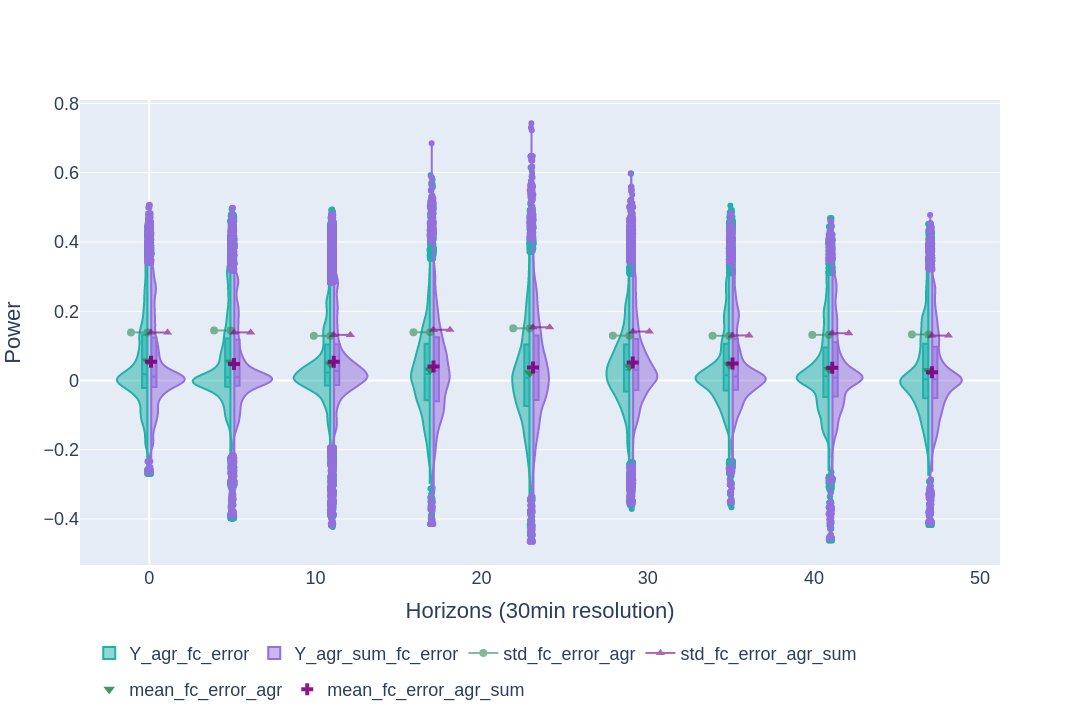 0.8
0.6
0.4
0.2
0
−0.2
−0.4
Power
0 10 20 30 40 50
Horizons (30min resolution)
Y_agr_fc_error Y_agr_sum_fc_error std_fc_error_agr std_fc_error_agr_sum
mean_fc_error_agr mean_fc_error_agr_sum